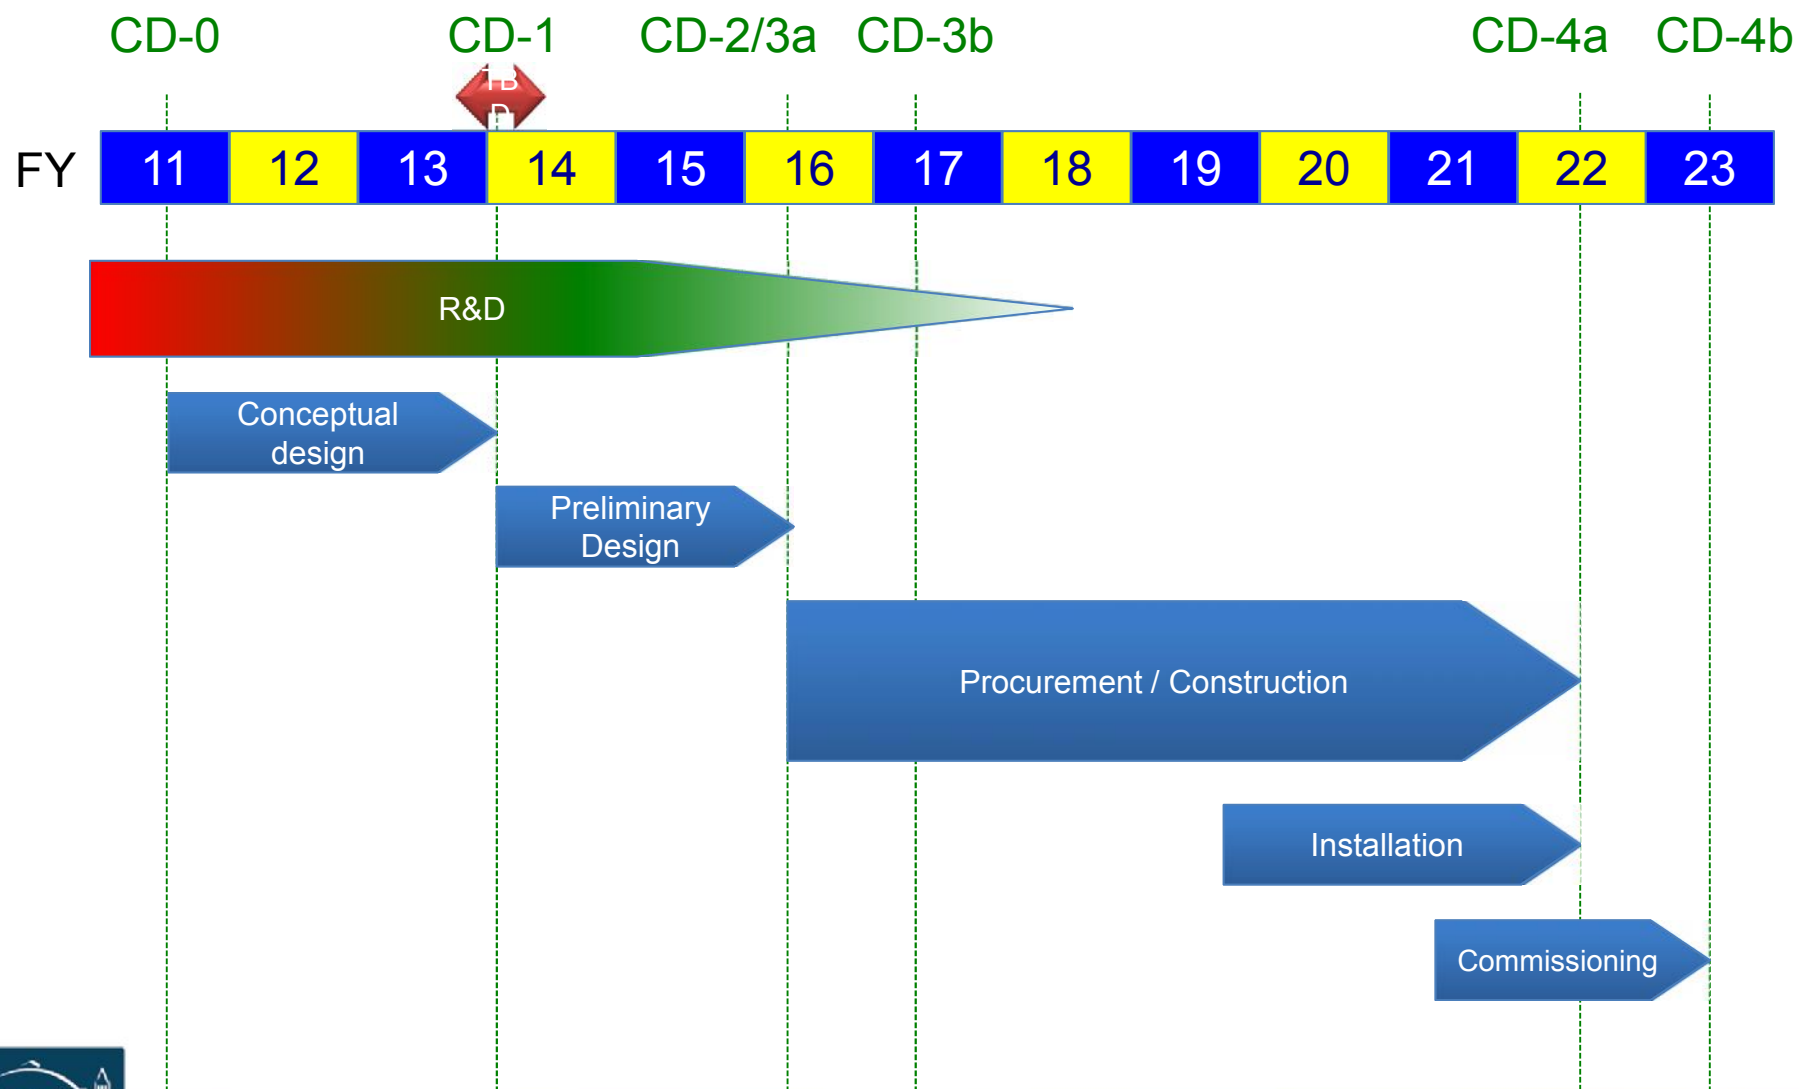 CD-0 CD-1 CD-2/3a CD-3b CD-4a CD-4b
TB
D
FY 11 12 13 14 15 16 17 18 19 20 21 22 23
R&D
Conceptual
design
Preliminary
Design
Procurement / Construction
Installation
Commissioning